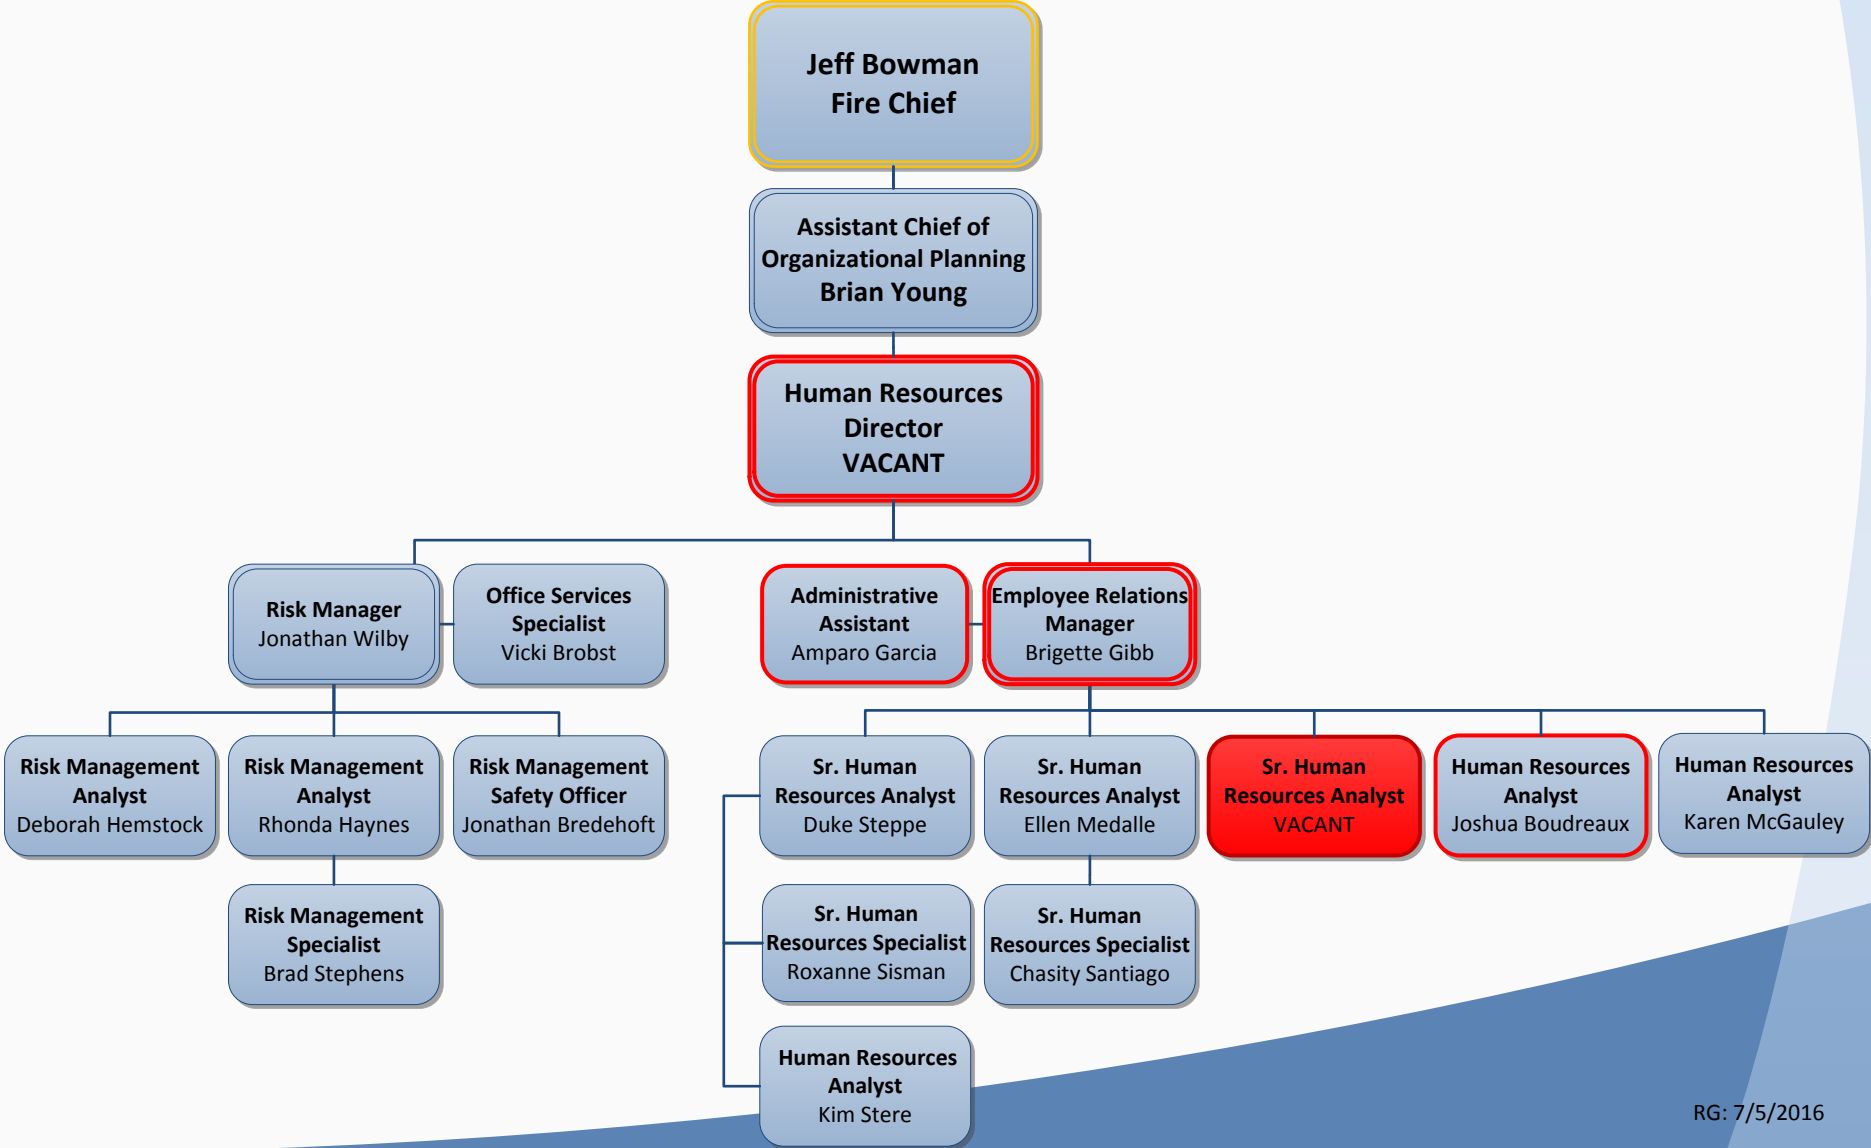 Jeff Bowman
Fire Chief
Assistant Chief of
Organizational Planning
Brian Young
Human Resources
Director
VACANT
Risk Manager
Jonathan Wilby
Office Services
Specialist
Vicki Brobst
Administrative
Assistant
Amparo Garcia
Employee Relations
Manager
Brigette Gibb
Risk Management
Analyst
Deborah Hemstock
Risk Management
Analyst
Rhonda Haynes
Risk Management
Safety Officer
Jonathan Bredehoft
Sr. Human
Resources Analyst
Duke Steppe
Sr. Human
Resources Analyst
Ellen Medalle
Sr. Human
Resources Analyst
VACANT
Human Resources
Analyst
Joshua Boudreaux
Human Resources
Analyst
Karen McGauley
Risk Management
Specialist
Brad Stephens
Sr. Human
Resources Specialist
Roxanne Sisman
Sr. Human
Resources Specialist
Chasity Santiago
Human Resources
Analyst
Kim Stere
RG: 7/5/2016